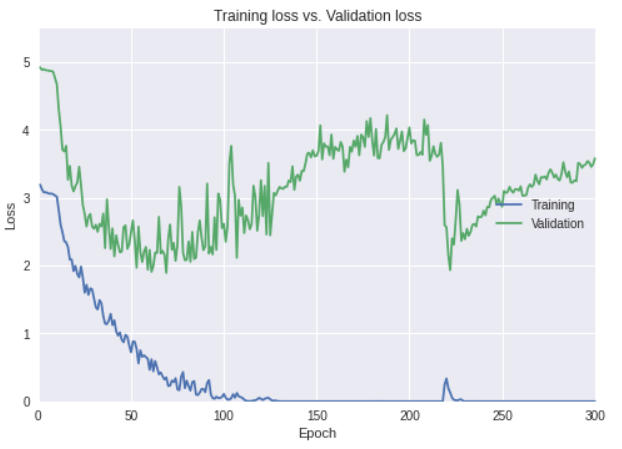 Training loss vs. Validation loss
5
4
3
2
1
0
Loss
Training
Validation
0 50 100 150 200 250 300
Epoch